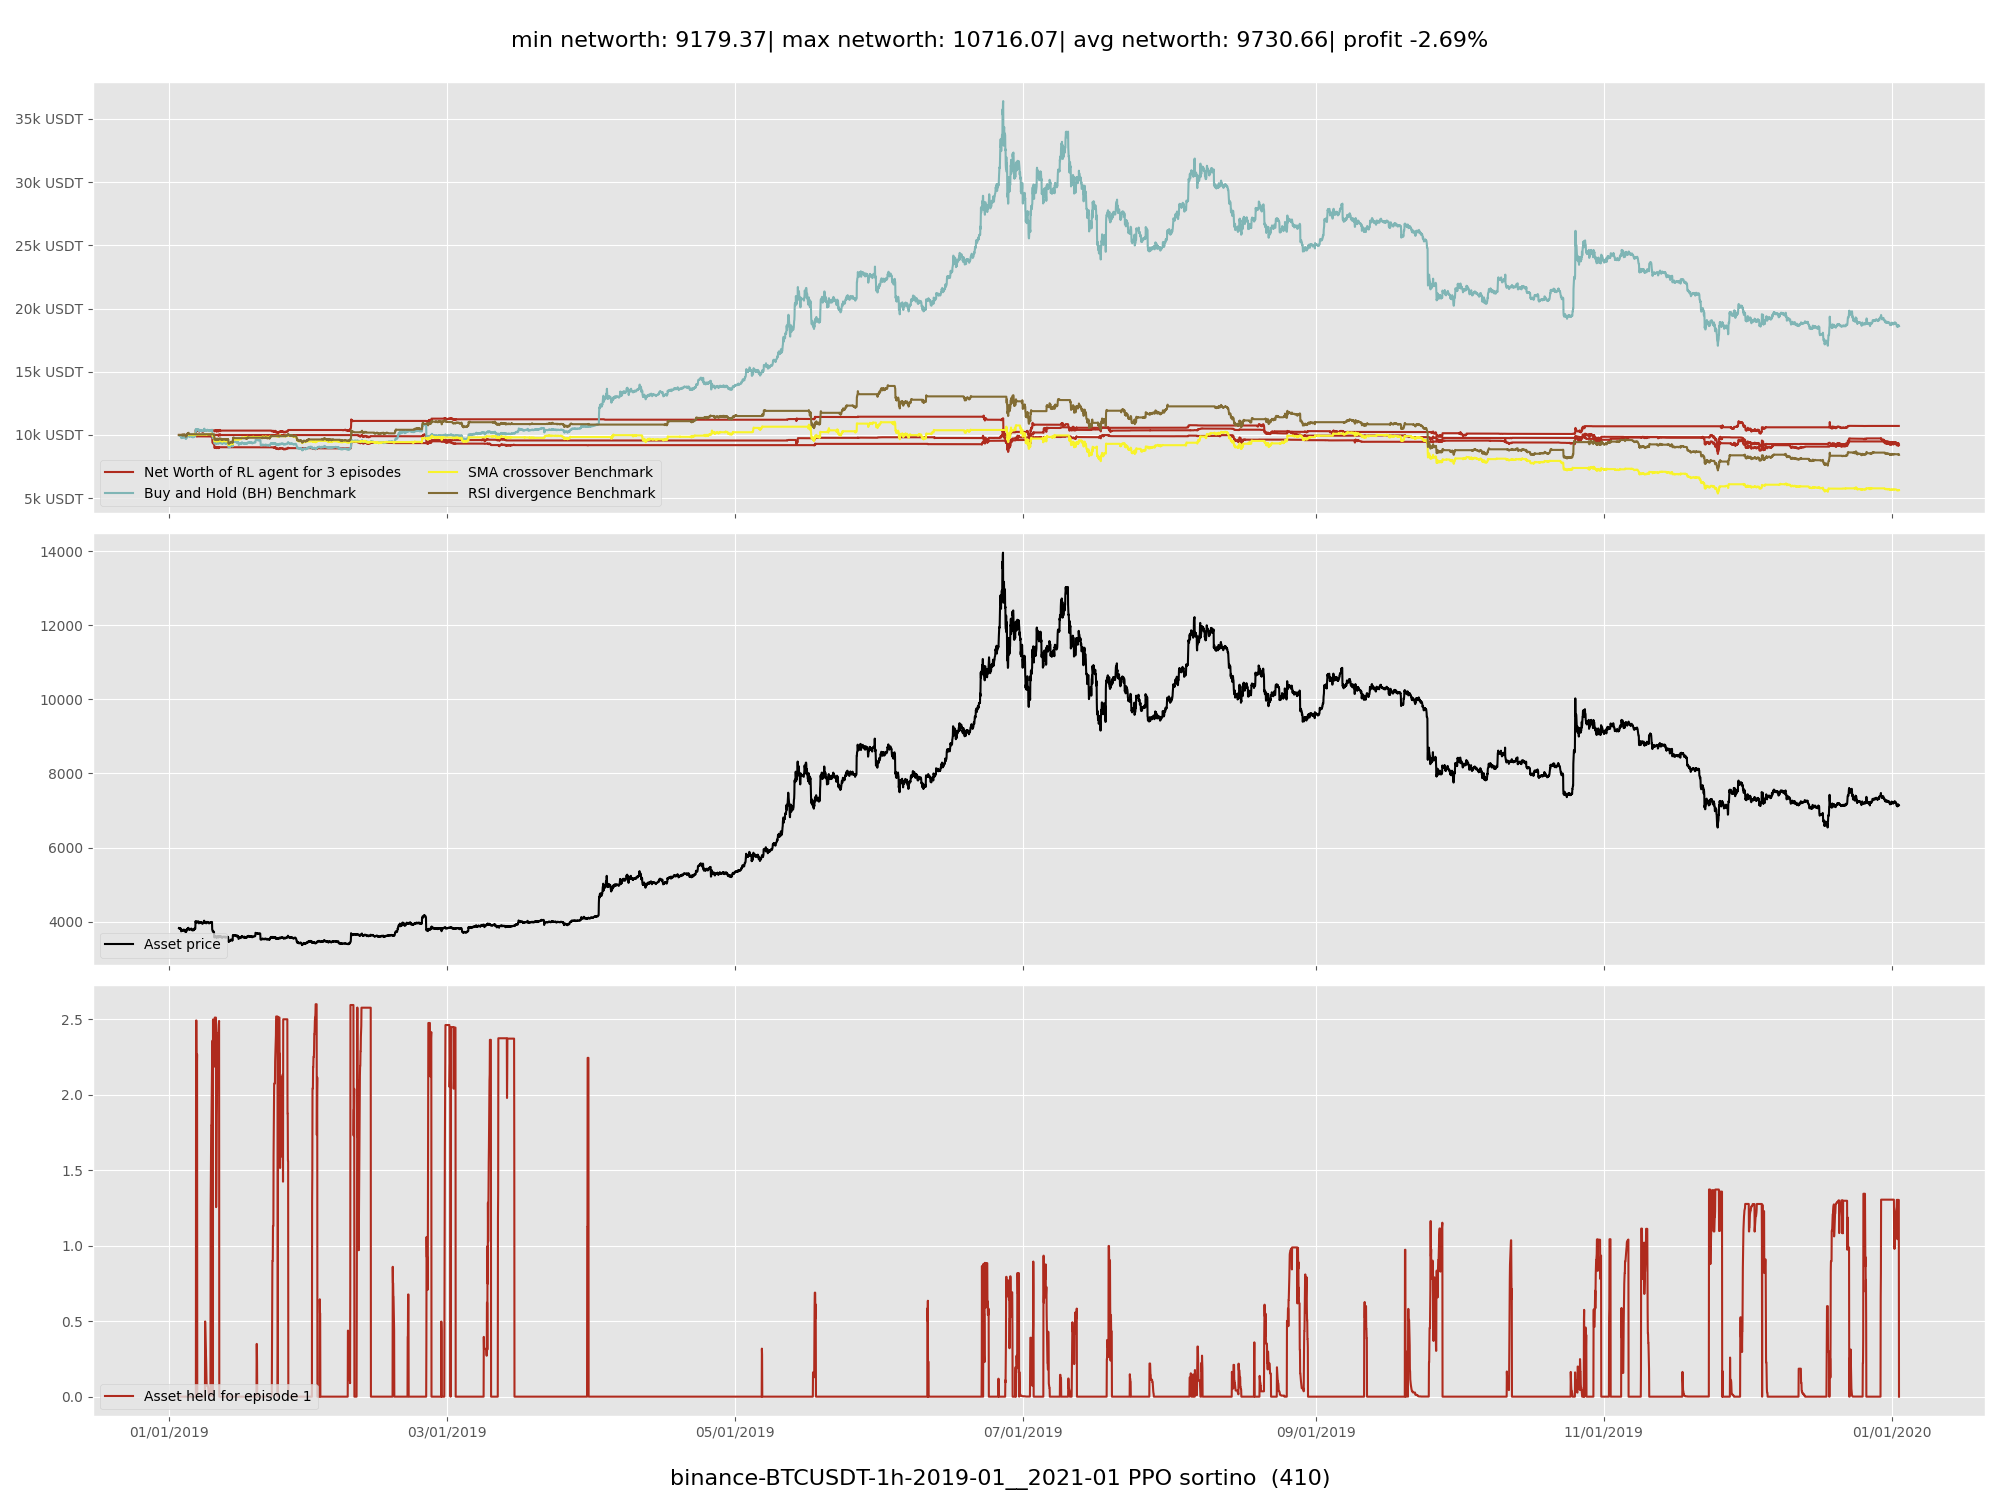 min networth: 9179.37| max networth: 10716.07| avg networth: 9730.66| profit -2.69%
35k USDT
30k USDT
25k USDT
20k USDT
15k USDT
10k USDT
5k USDT
Net Worth of RL agent for 3 episodes
Buy and Hold (BH) Benchmark
SMA crossover Benchmark
RSI divergence Benchmark
14000
12000
10000
8000
6000
4000
Asset price
2.5
2.0
1.5
1.0
0.5
0.0
Asset held for episode 1
01/01/2019 03/01/2019 05/01/2019 07/01/2019 09/01/2019 11/01/2019 01/01/2020
binance-BTCUSDT-1h-2019-01__2021-01 PPO sortino (410)